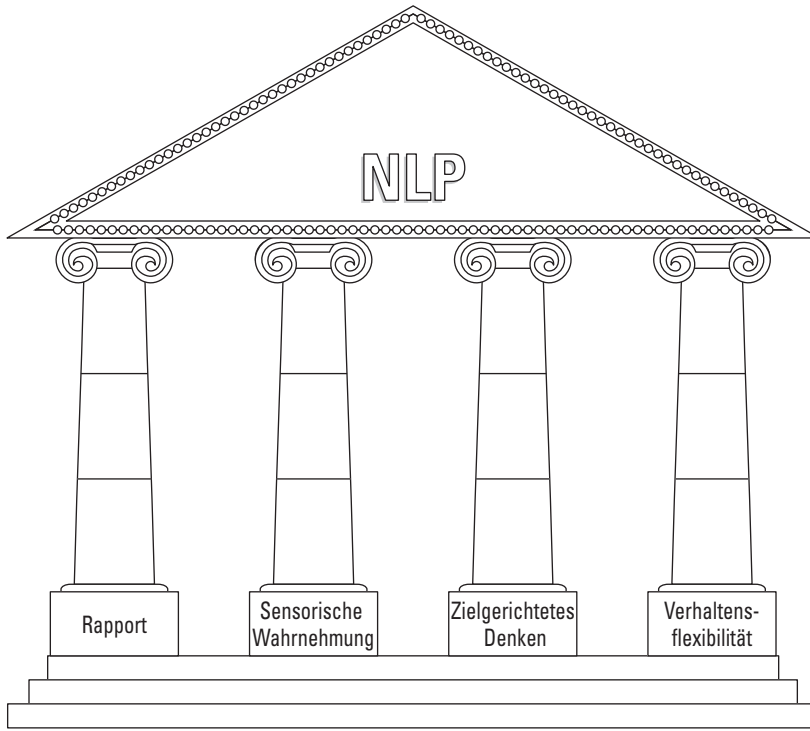 NLP
Rapport
Sensorische
Wahrnehmung
Zielgerichtetes
Denken
Verhaltens-
flexibilität